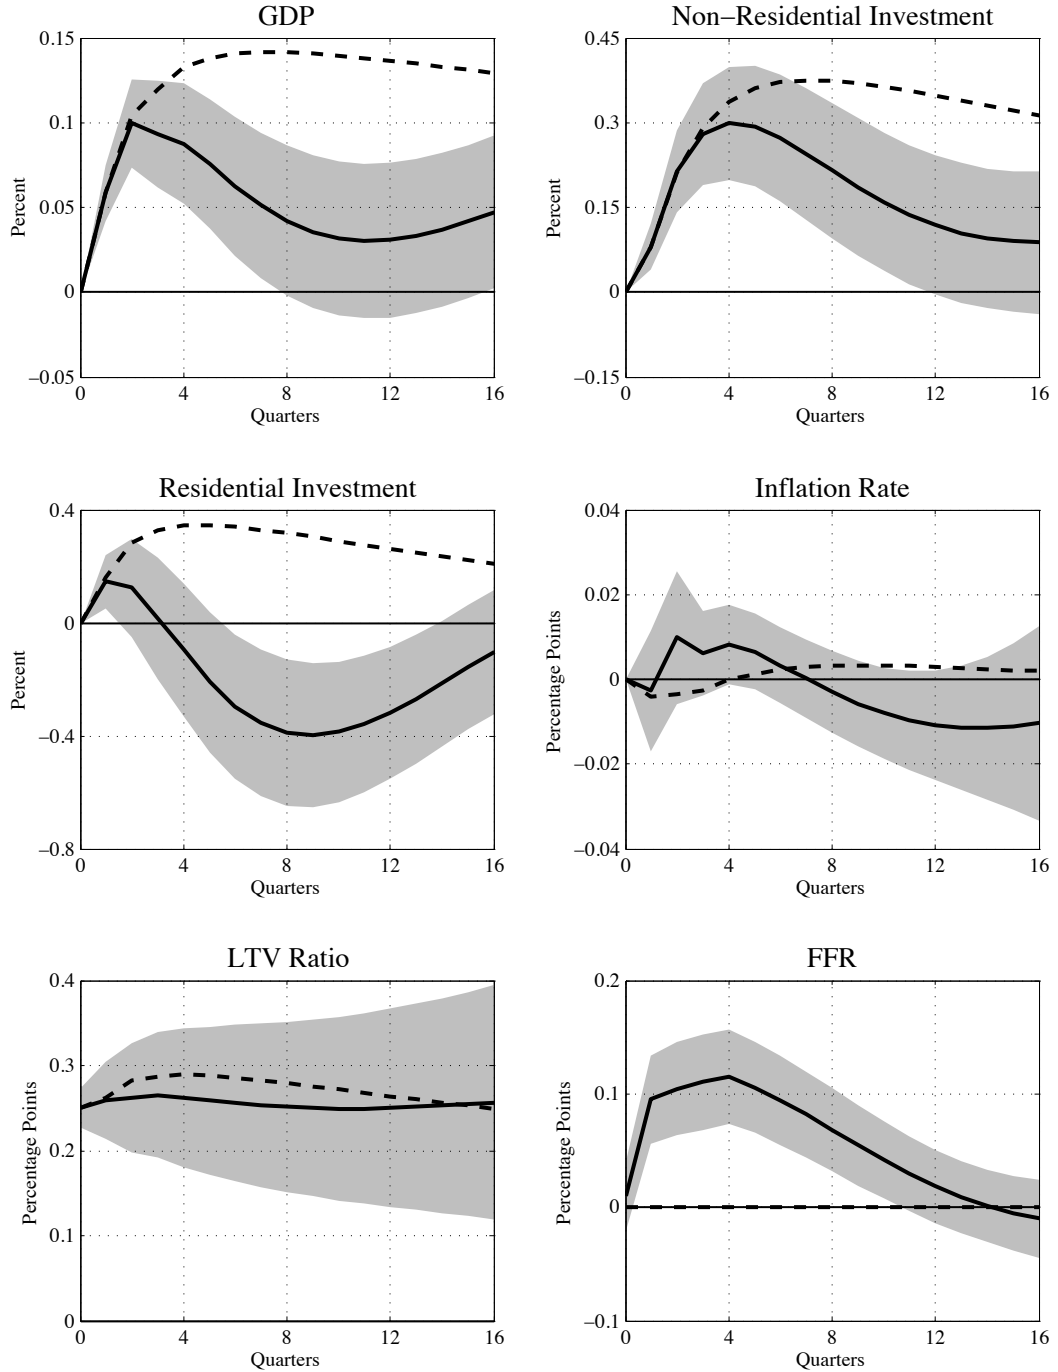 GDP
0.15
0.1
0.05
0
−0.05
Percent
0 4 8 12 16
Quarters
Non−Residential Investment
0.45
0.3
0.15
0
−0.15
Percent
0 4 8 12 16
Quarters
Residential Investment
0.4
0
−0.4
−0.8
Percent
0 4 8 12 16
Quarters
Inflation Rate
0.04
0.02
0
−0.02
−0.04
Percentage Points
0 4 8 12 16
Quarters
LTV Ratio
0.4
0.3
0.2
0.1
0
Percentage Points
0 4 8 12 16
Quarters
FFR
0.2
0.1
0
−0.1
Percentage Points
0 4 8 12 16
Quarters